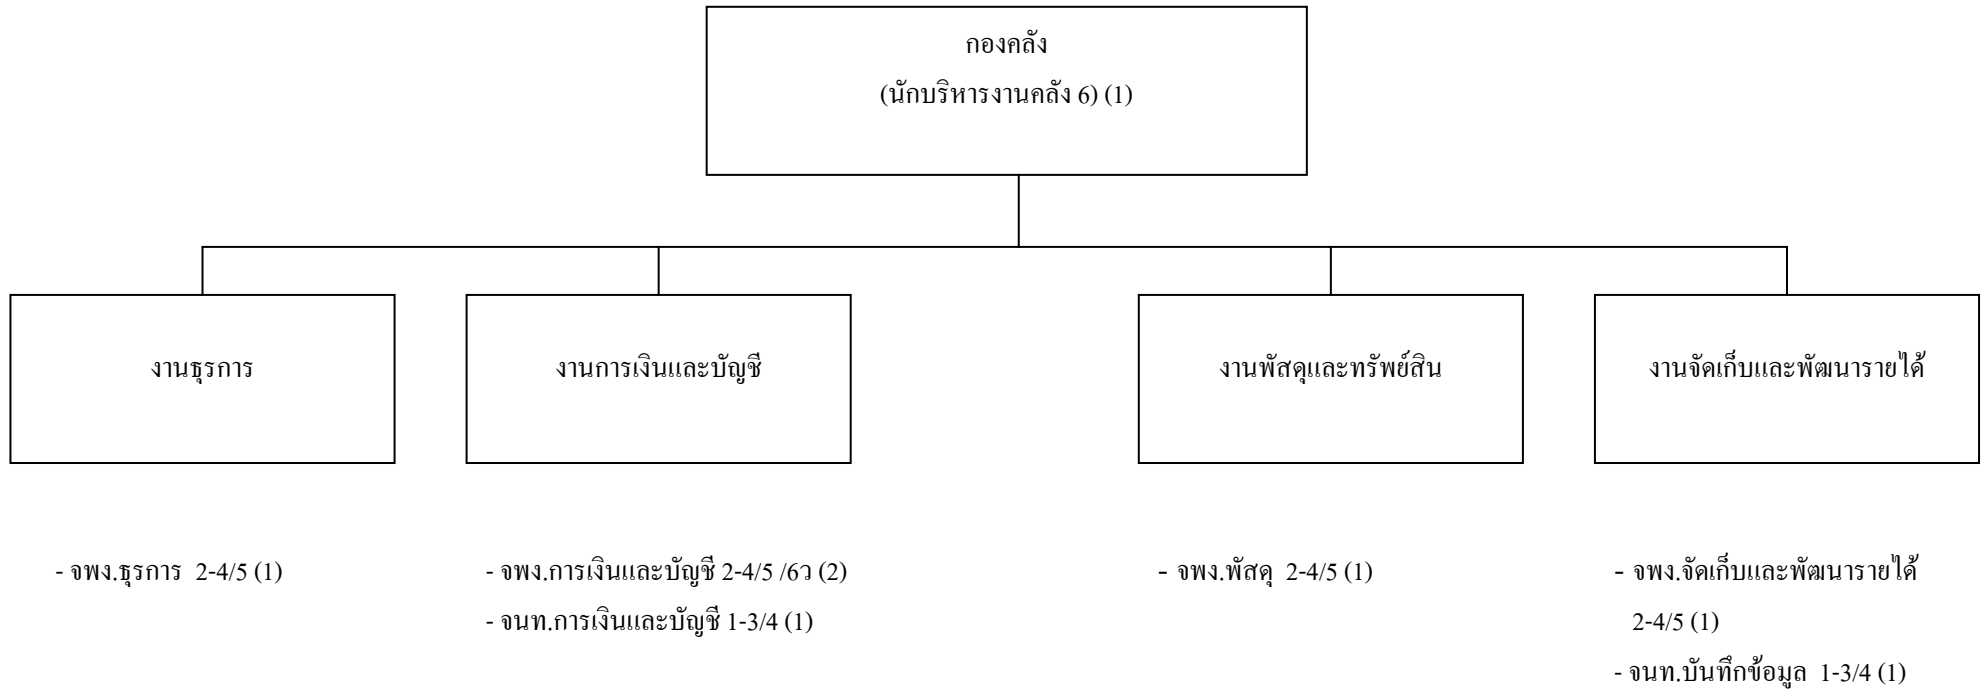 กองคลัง
(นักบริหารงานคลัง 6) (1)
งานธุรการ
งานการเงินและบัญชี
งานพัสดุและทรัพย์สิน
งานจัดเก็บและพัฒนารายได้
- จพง.ธุรการ 2-4/5 (1)
- จพง.การเงินและบัญชี 2-4/5 /6ว (2)
- จนท.การเงินและบัญชี 1-3/4 (1)
- จพง.พัสดุ 2-4/5 (1)
- จพง.จัดเก็บและพัฒนารายได้
2-4/5 (1)
- จนท.บันทึกข้อมูล 1-3/4 (1)